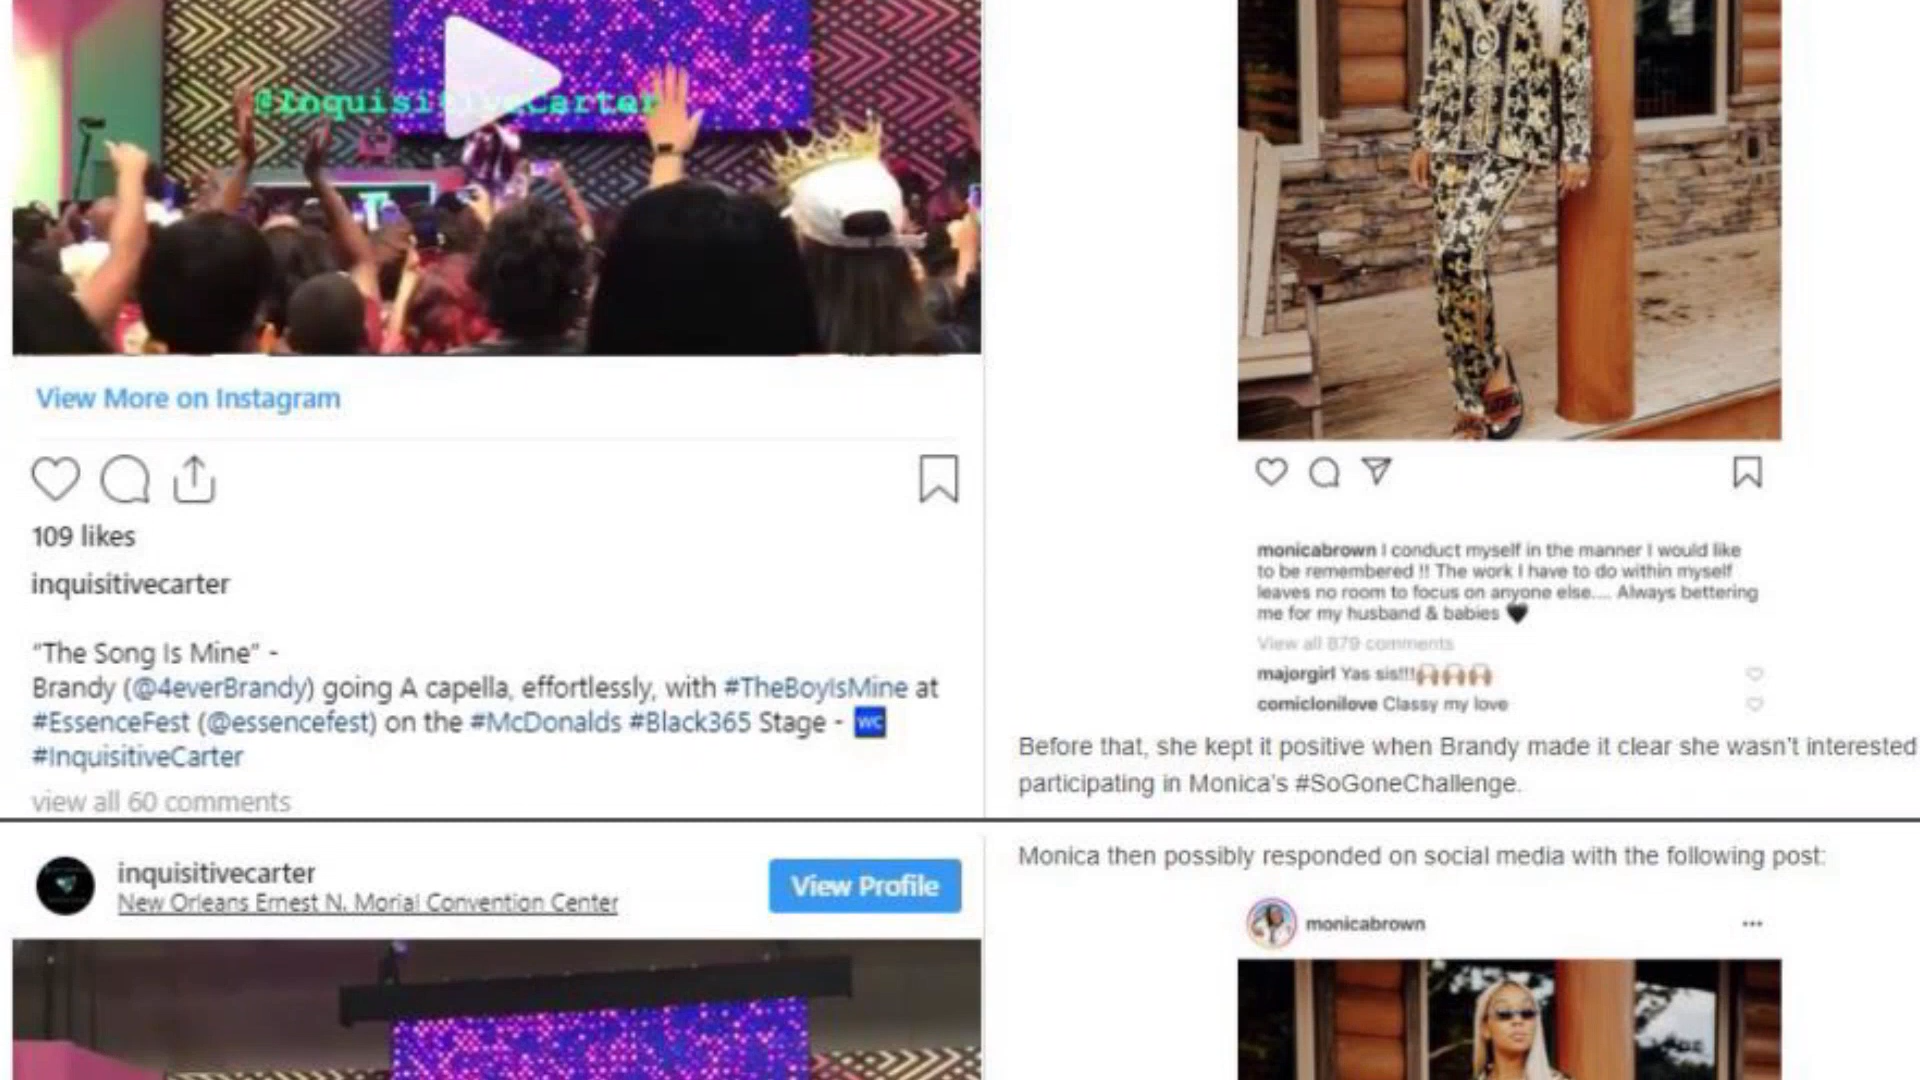 @InquisitiveCarter
View More on Instagram
109 likes
inquisitivecarter
“The Song Is Mine” -
Brandy (@4everBrandy) going A capella, effortlessly, with #TheBoyIsMine at
#EssenceFest (@essencefest) on the #McDonalds #Black365 Stage - WC
#InquisitiveCarter
view all 60 comments
inquisitivecarter
New Orleans Ernest N. Morial Convention Center
View Profile
monicabrown I conduct myself in the manner I would like
to be remembered !! The work I have to do within myself
leaves no room to focus on anyone else.... Always bettering
me for my husband & babies 🖤
View all 879 comments
majorgirl Yas sis!!!
comiclonilove Classy my love
Before that, she kept it positive when Brandy made it clear she wasn’t interested
participating in Monica’s #SoGoneChallenge.
Monica then possibly responded on social media with the following post:
monicabrown